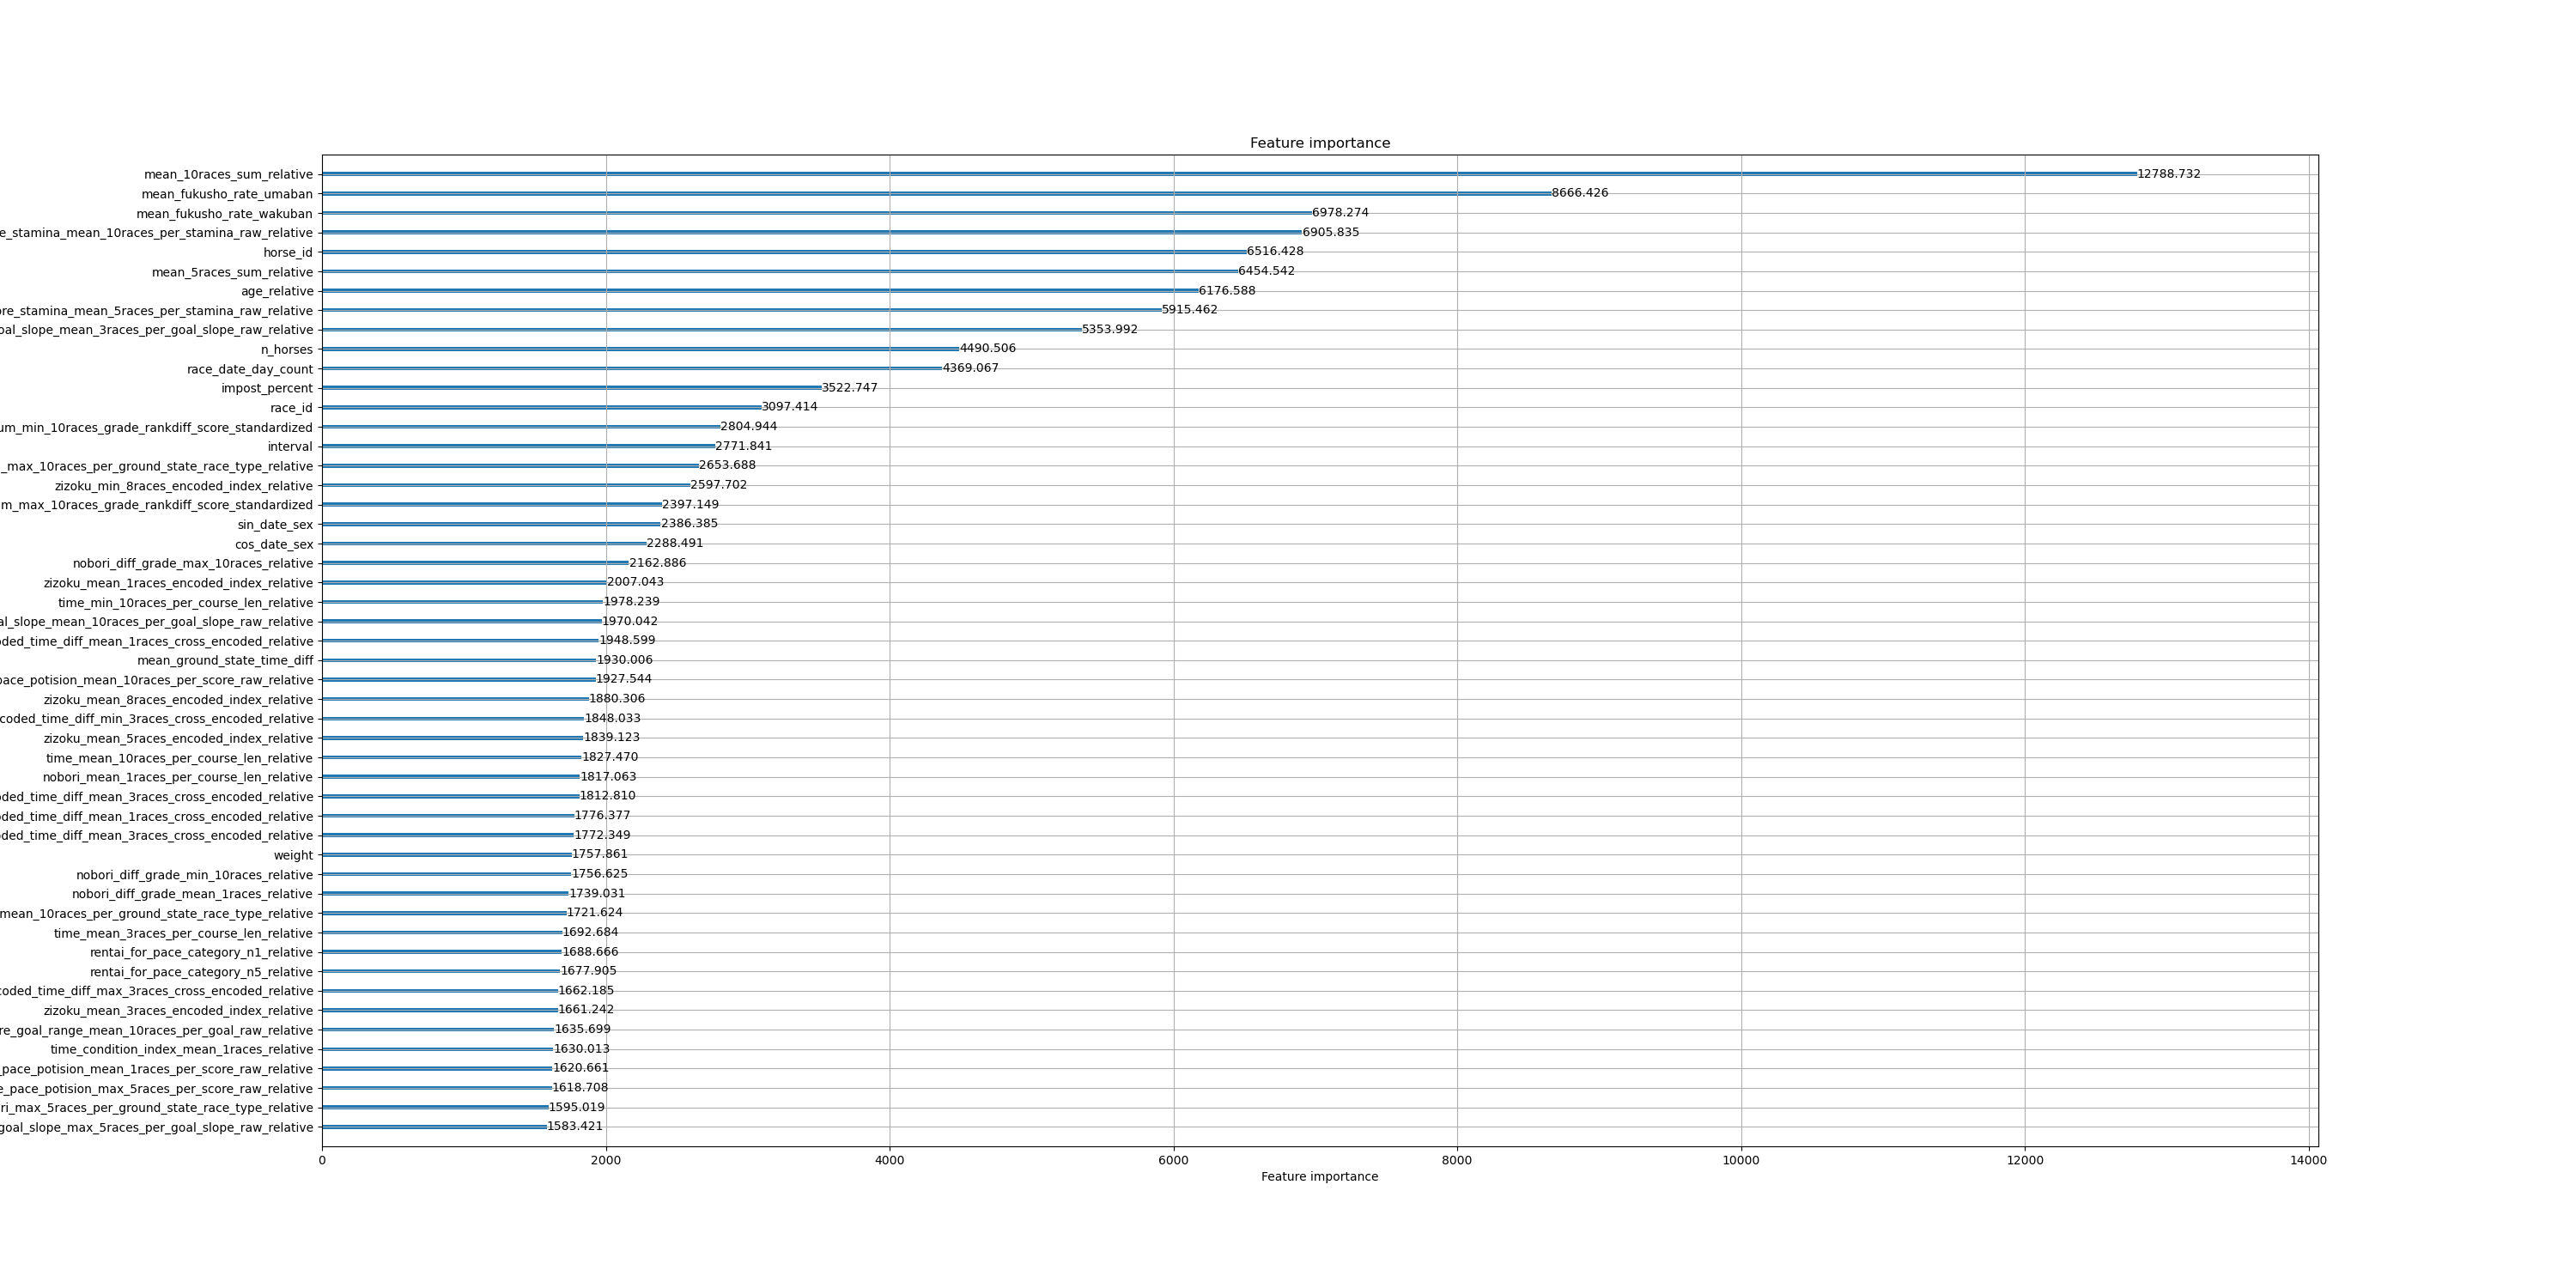 Feature importance
mean_10races_sum_relative 12788.732
mean_fukusho_rate_umaban 8666.426
mean_fukusho_rate_wakuban 6978.274
e_stamina_mean_10races_per_stamina_raw_relative 6905.835
horse_id 6516.428
mean_5races_sum_relative 6454.542
age_relative 6176.588
re_stamina_mean_5races_per_stamina_raw_relative 5915.462
oal_slope_mean_3races_per_goal_slope_raw_relative 5353.992
n_horses 4490.506
race_date_day_count 4369.067
impost_percent 3522.747
race_id 3097.414
um_min_10races_grade_rankdiff_score_standardized 2804.944
interval 2771.841
_max_10races_per_ground_state_race_type_relative 2653.688
zizoku_min_8races_encoded_index_relative 2597.702
m_max_10races_grade_rankdiff_score_standardized 2397.149
sin_date_sex 2386.385
cos_date_sex 2288.491
nobori_diff_grade_max_10races_relative 2162.886
zizoku_mean_1races_encoded_index_relative 2007.043
time_min_10races_per_course_len_relative 1978.239
al_slope_mean_10races_per_goal_slope_raw_relative 1970.042
ded_time_diff_mean_1races_cross_encoded_relative 1948.599
mean_ground_state_time_diff 1930.006
pace_potision_mean_10races_per_score_raw_relative 1927.544
zizoku_mean_8races_encoded_index_relative 1880.306
coded_time_diff_min_3races_cross_encoded_relative 1848.033
zizoku_mean_5races_encoded_index_relative 1839.123
time_mean_10races_per_course_len_relative 1827.470
nobori_mean_1races_per_course_len_relative 1817.063
ded_time_diff_mean_3races_cross_encoded_relative 1812.810
ded_time_diff_mean_1races_cross_encoded_relative 1776.377
ded_time_diff_mean_3races_cross_encoded_relative 1772.349
weight 1757.861
nobori_diff_grade_min_10races_relative 1756.625
nobori_diff_grade_mean_1races_relative 1739.031
mean_10races_per_ground_state_race_type_relative 1721.624
time_mean_3races_per_course_len_relative 1692.684
rentai_for_pace_category_n1_relative 1688.666
rentai_for_pace_category_n5_relative 1677.905
coded_time_diff_max_3races_cross_encoded_relative 1662.185
zizoku_mean_3races_encoded_index_relative 1661.242
re_goal_range_mean_10races_per_goal_raw_relative 1635.699
time_condition_index_mean_1races_relative 1630.013
_pace_potision_mean_1races_per_score_raw_relative 1620.661
e_pace_potision_max_5races_per_score_raw_relative 1618.708
ri_max_5races_per_ground_state_race_type_relative 1595.019
goal_slope_max_5races_per_goal_slope_raw_relative 1583.421
0 2000 4000 6000 8000 10000 12000 14000
Feature importance